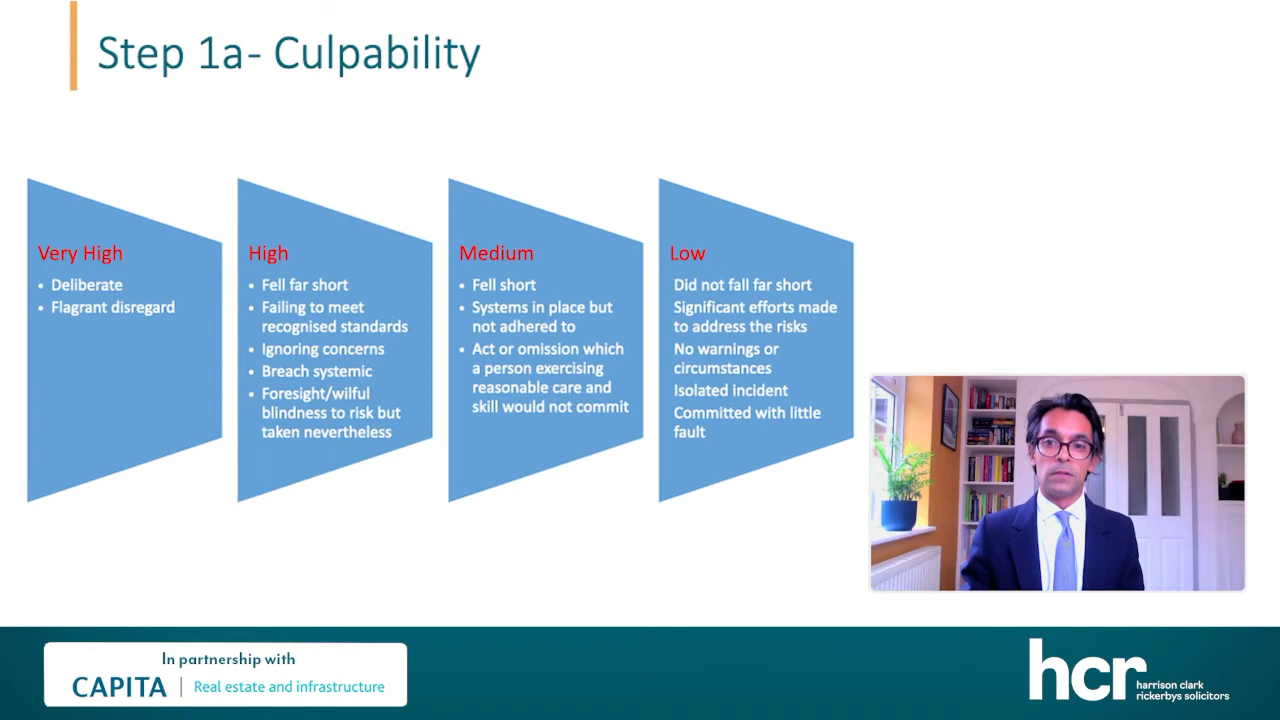 Step 1a- Culpability
Very High
• Deliberate
• Flagrant disregard
High
• Fell far short
• Failing to meet
recognised standards
• Ignoring concerns
• Breach systemic
• Foresight/wilful
blindness to risk but
taken nevertheless
Medium
• Fell short
• Systems in place but
not adhered to
• Act or omission which
a person exercising
reasonable care and
skill would not commit
Low
Did not fall far short
Significant efforts made
to address the risks
No warnings or
circumstances
Isolated incident
Committed with little
fault
In partnership with
CAPITA | Real estate and infrastructure
hcr harrison clark
rickerbys solicitors